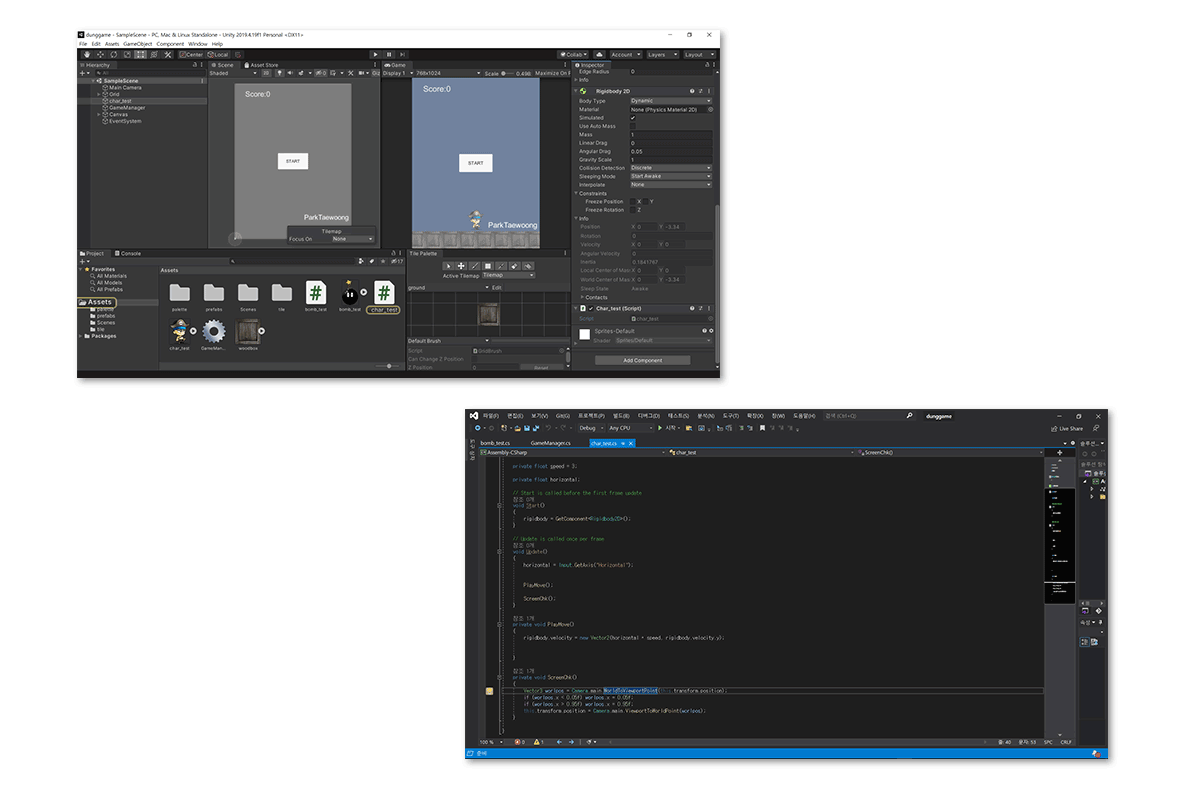 dunggame - SampleScene - PC, Mac & Linux Standalone - Unity 2019.4.19f1 Personal <DX11>
File Edit Assets GameObject Component Window Help
Center Local
Collab Account Layers Layout
Hierarchy
All
SampleScene
Main Camera
Grid
char_test
GameManager
Canvas
EventSystem
Scene Asset Store
Shaded 2D
Score:0
START
ParkTaewoong
Tilemap
Focus On None
Game
Display 1 768x1024 Scale 0.498 Maximize On P
Score:0
START
ParkTaewoong
Inspector
Edge Radius 0
Info
Rigidbody 2D
Body Type Dynamic
Material None (Physics Material 2D)
Simulated
Use Auto Mass
Mass 1
Linear Drag 0
Angular Drag 0.05
Gravity Scale 1
Collision Detection Discrete
Sleeping Mode Start Awake
Interpolate None
Constraints
Freeze Position X Y
Freeze Rotation Z
Info
Position X 0 Y -3.34
Rotation 0
Velocity X 0 Y 0
Angular Velocity 0
Inertia 0.1841767
Local Center of Mass X 0 Y 0
World Center of Mas X 0 Y -3.34
Sleep State Awake
Contacts
Char_test (Script)
Script char_test
Sprites-Default
Shader Sprites/Default
Add Component
Project Console
17
Favorites
All Materials
All Models
All Prefabs
Assets
palette
prefabs
Scenes
tile
Packages
Assets
palette prefabs Scenes tile bomb_test bomb_test char_test
char_test GameMan... woodbox
Tile Palette
Active Tilemap Tilemap
ground Edit
Default Brush
Script GridBrush
Can Change Z Position
Z Position 0 Reset
파일(F) 편집(E) 보기(V) Git(G) 프로젝트(P) 빌드(B) 디버그(D) 테스트(S) 분석(N) 도구(T) 확장(X) 창(W) 도움말(H) 검색 (Ctrl+Q) dunggame
Debug Any CPU 시작 Live Share
bomb_test.cs GameManager.cs char_test.cs
Assembly-CSharp char_test ScreenChk()
private float speed = 3;
private float horizontal;
// Start is called before the first frame update
참조 0개
void Start()
{
rigidbody = GetComponent<Rigidbody2D>();
}
// Update is called once per frame
참조 0개
void Update()
{
horizontal = Input.GetAxis("Horizontal");
PlayMove();
ScreenChk();
}
참조 1개
private void PlayMove()
{
rigidbody.velocity = new Vector2(horizontal * speed, rigidbody.velocity.y);
}
참조 1개
private void ScreenChk()
{
Vector3 worlpos = Camera.main.WorldToViewportPoint(this.transform.position);
if (worlpos.x < 0.05f) worlpos.x = 0.05f;
if (worlpos.x > 0.95f) worlpos.x = 0.95f;
this.transform.position = Camera.main.ViewportToWorldPoint(worlpos);
}
}
100 % 0 1 줄: 40 문자: 53 SPC CRLF
준비